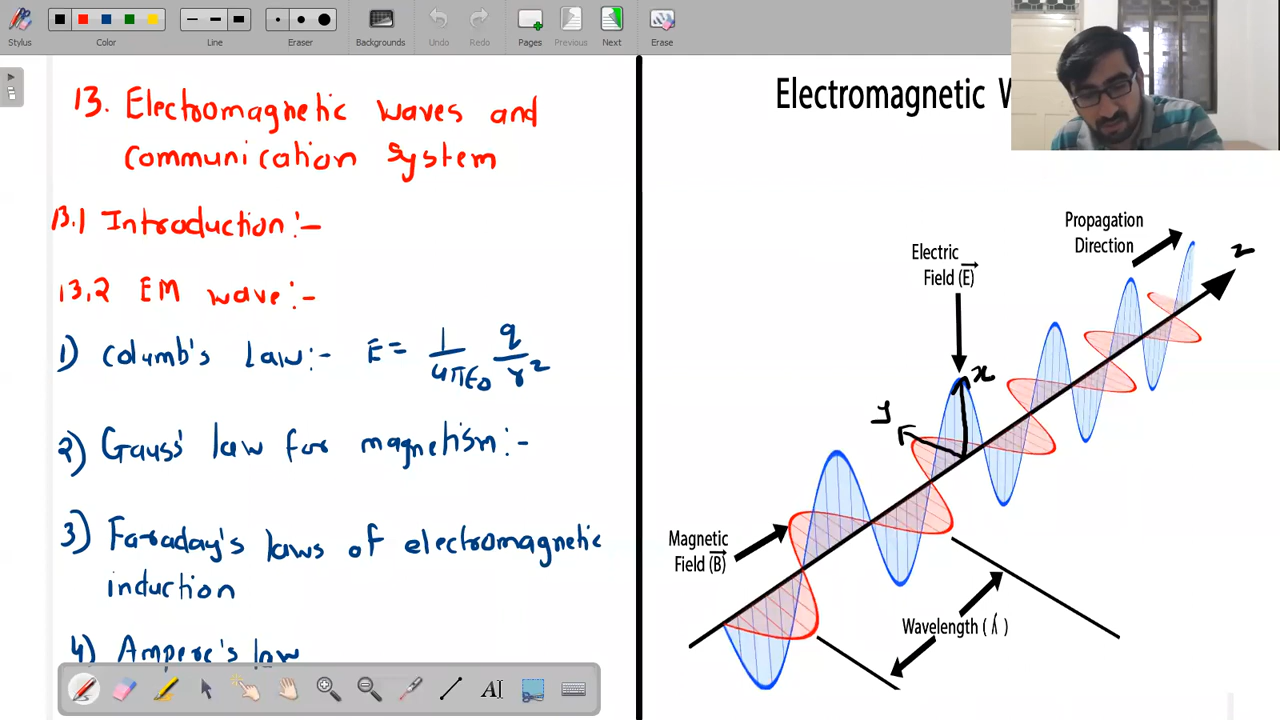 Stylus
Color
Line
Eraser
Backgrounds
Undo
Redo
Pages
Previous
Next
Erase
13. Electromagnetic waves and
communication system
13.1 Introduction:-
13.2 EM wave:-
1) Columb's Law:- E = 1/4πε0 q/r²
2) Gauss' law for magnetism:-
3) Faraday's laws of electromagnetic
induction
4) Ampere's law
Electromagnetic W
Propagation
Direction
z
Electric
Field (E⃗)
x
y
Magnetic
Field (B⃗)
Wavelength (λ)